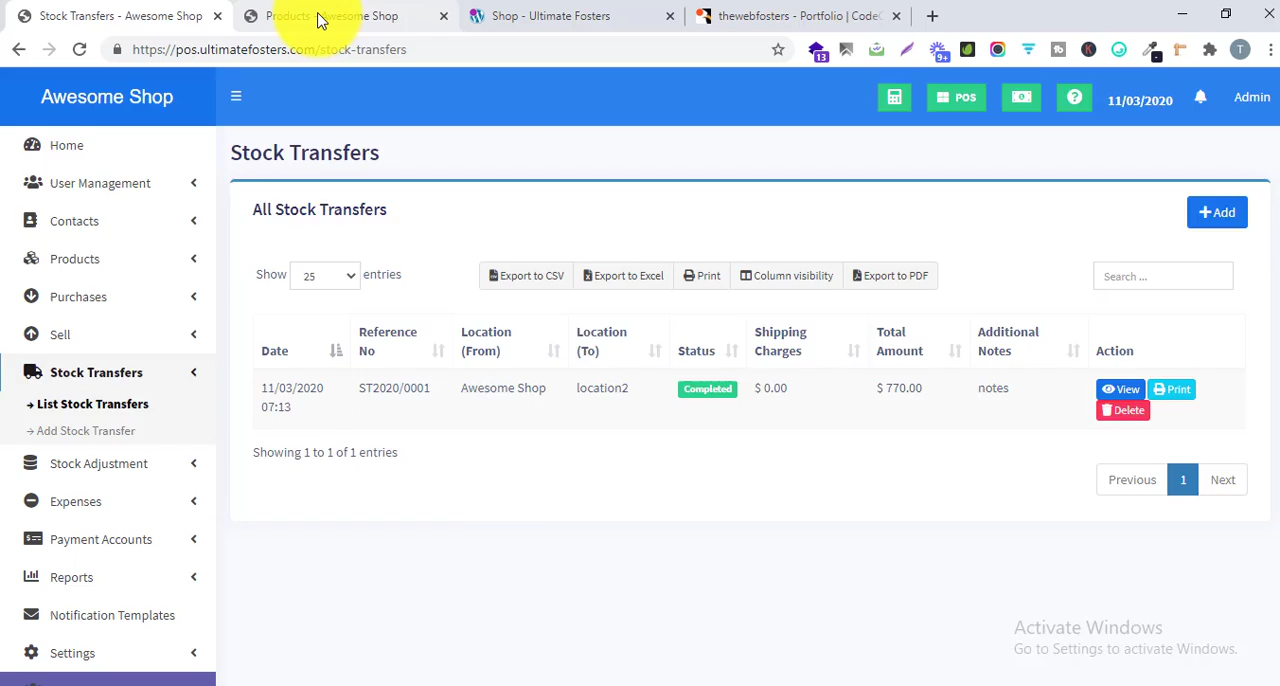 Stock Transfers - Awesome Shop
Products - Awesome Shop
Shop - Ultimate Fosters
thewebfosters - Portfolio | CodeC
https://pos.ultimatefosters.com/stock-transfers
13
9+
tb
K
T
Awesome Shop
POS
11/03/2020
Admin
Home
User Management
Contacts
Products
Purchases
Sell
Stock Transfers
List Stock Transfers
Add Stock Transfer
Stock Adjustment
Expenses
Payment Accounts
Reports
Notification Templates
Settings
Stock Transfers
All Stock Transfers
Add
Show 25 entries
Export to CSV
Export to Excel
Print
Column visibility
Export to PDF
Search ...
Date
Reference No
Location (From)
Location (To)
Status
Shipping Charges
Total Amount
Additional Notes
Action
11/03/2020 07:13
ST2020/0001
Awesome Shop
location2
Completed
$ 0.00
$ 770.00
notes
View
Print
Delete
Showing 1 to 1 of 1 entries
Previous
1
Next
Activate Windows
Go to Settings to activate Windows.